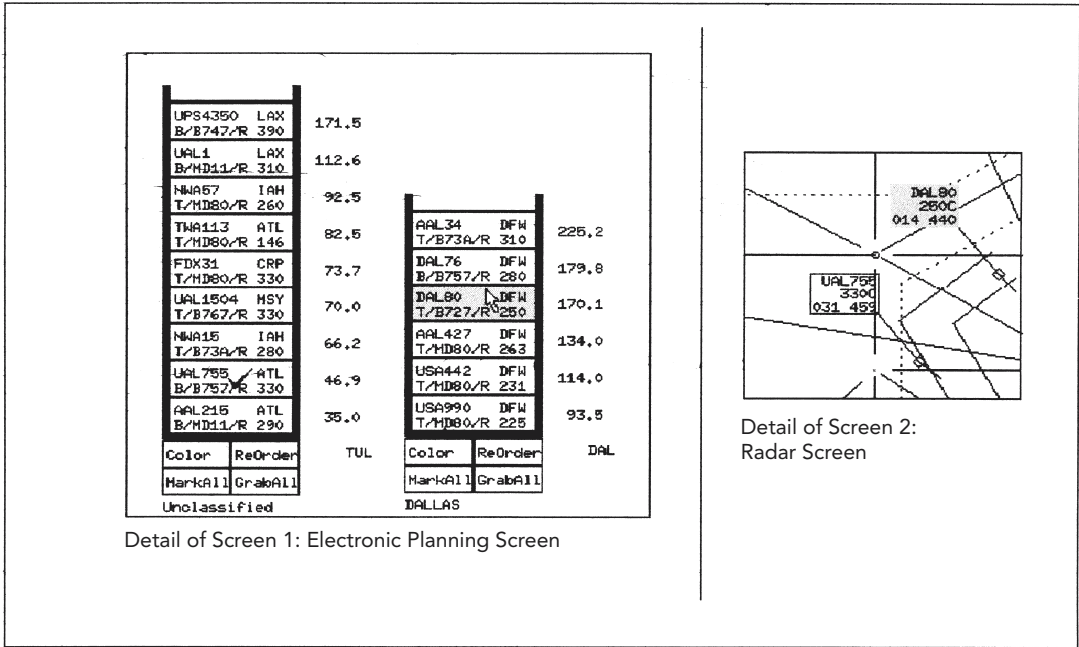 UPS4350 LAX
B/B747/R 390
171.5
UAL1 LAX
B/MD11/R 310
112.6
NWA57 IAH
T/MD80/R 260
92.5
TWA113 ATL
T/MD80/R 146
82.5
FDX31 CRP
T/MD80/R 330
73.7
UAL1504 MSY
T/B767/R 330
70.0
NWA15 IAH
T/B73A/R 280
66.2
UAL755 ATL
B/B757/R 330
46.9
AAL215 ATL
B/MD11/R 290
35.0
Color ReOrder TUL
MarkAll GrabAll
Unclassified
AAL34 DFW
T/B73A/R 310
225.2
DAL76 DFW
B/B757/R 280
179.8
DAL80 DFW
T/B727/R 250
170.1
AAL427 DFW
T/MD80/R 263
134.0
USA442 DFW
T/MD80/R 231
114.0
USA990 DFW
T/MD80/R 225
93.5
Color ReOrder DAL
MarkAll GrabAll
DALLAS
Detail of Screen 1: Electronic Planning Screen
DAL80
250C
014 440
UAL755
330C
031 459
Detail of Screen 2:
Radar Screen